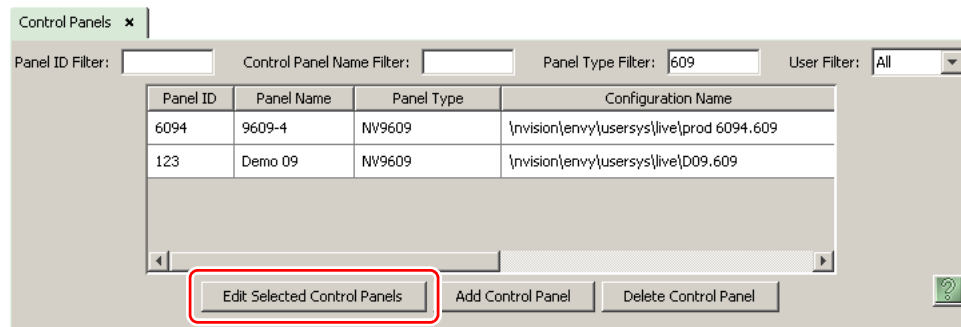 Control Panels ×
Panel ID Filter: Control Panel Name Filter: Panel Type Filter: 609 User Filter: All
Panel ID Panel Name Panel Type Configuration Name
6094 9609-4 NV9609 \nvision\envy\usersys\live\prod 6094.609
123 Demo 09 NV9609 \nvision\envy\usersys\live\D09.609
Edit Selected Control Panels Add Control Panel Delete Control Panel ?